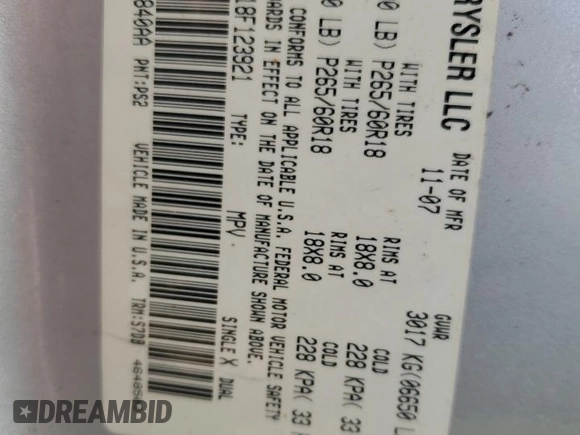 RYSLER LLC DATE OF MFR 11-07 GVWR 3017 KG(06650 L
WITH TIRES RIMS AT COLD
0 LB) P265/60R18 18X8.0 228 KPA( 33
WITH TIRES RIMS AT COLD
0 LB) P265/60R18 18X8.0 228 KPA( 33
CONFORMS TO ALL APPLICABLE U.S.A. FEDERAL MOTOR VEHICLE SAFETY
ARDS IN EFFECT ON THE DATE OF MANUFACTURE SHOWN ABOVE.
18F123921 TYPE: MPV SINGLE X DUAL
840AA PNT:PS2 VEHICLE MADE IN U.S.A. TRM:S7DB
DREAMBID